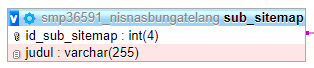 v smp36591_nisnasbungatelang sub_sitemap
id_sub_sitemap : int(4)
judul : varchar(255)